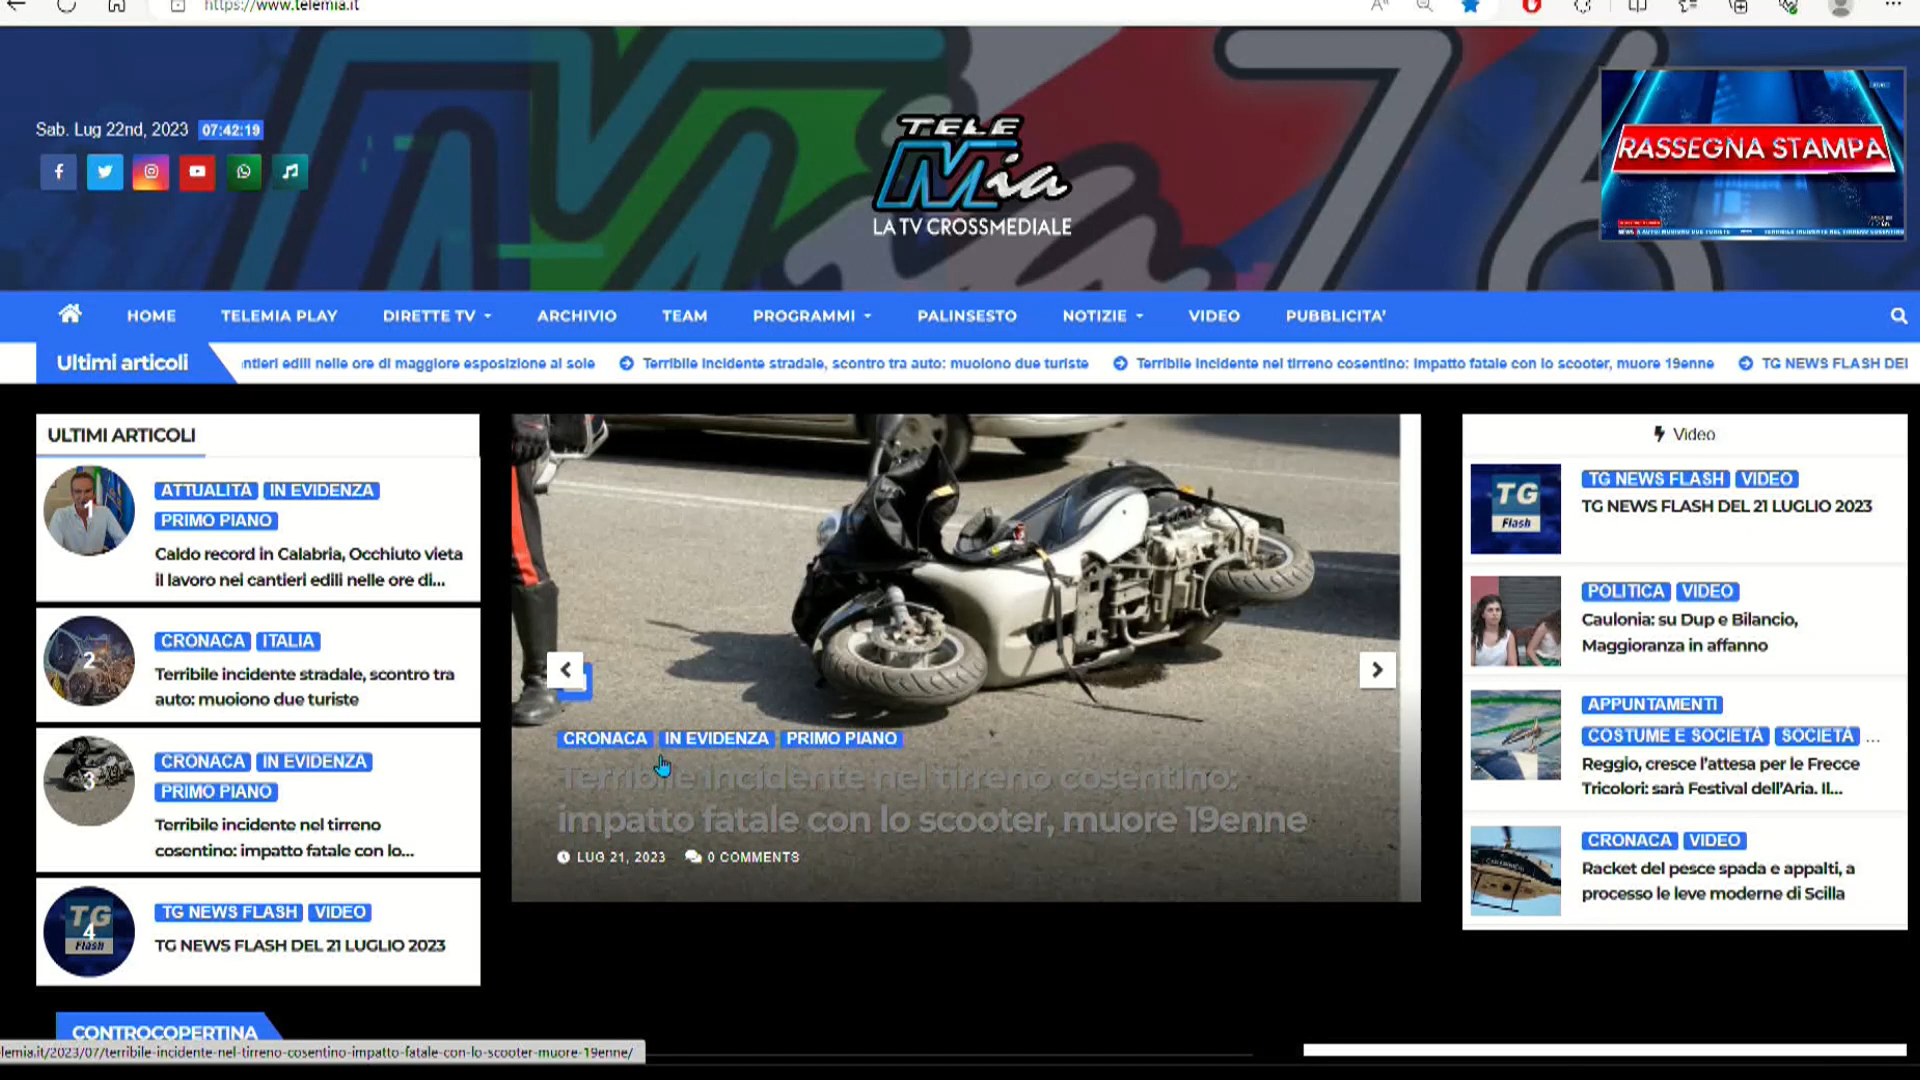 https://www.telemia.it
Sab. Lug 22nd, 2023 07:42:19
TELE
Mia
LA TV CROSSMEDIALE
RASSEGNA STAMPA
HOME TELEMIA PLAY DIRETTE TV ARCHIVIO TEAM PROGRAMMI PALINSESTO NOTIZIE VIDEO PUBBLICITA'
Ultimi articoli
ntieri edili nelle ore di maggiore esposizione al sole Terribile incidente stradale, scontro tra auto: muoiono due turiste Terribile incidente nel tirreno cosentino: impatto fatale con lo scooter, muore 19enne TG NEWS FLASH DEL
ULTIMI ARTICOLI
1
ATTUALITÀ IN EVIDENZA
PRIMO PIANO
Caldo record in Calabria, Occhiuto vieta
il lavoro nei cantieri edili nelle ore di...
2
CRONACA ITALIA
Terribile incidente stradale, scontro tra
auto: muoiono due turiste
3
CRONACA IN EVIDENZA
PRIMO PIANO
Terribile incidente nel tirreno
cosentino: impatto fatale con lo...
TG
4
Flash
TG NEWS FLASH VIDEO
TG NEWS FLASH DEL 21 LUGLIO 2023
CRONACA IN EVIDENZA PRIMO PIANO
Terribile incidente nel tirreno cosentino:
impatto fatale con lo scooter, muore 19enne
LUG 21, 2023 0 COMMENTS
Video
TG
Flash
TG NEWS FLASH VIDEO
TG NEWS FLASH DEL 21 LUGLIO 2023
POLITICA VIDEO
Caulonia: su Dup e Bilancio,
Maggioranza in affanno
APPUNTAMENTI
COSTUME E SOCIETÀ SOCIETÀ ...
Reggio, cresce l'attesa per le Frecce
Tricolori: sarà Festival dell'Aria. Il...
CRONACA VIDEO
Racket del pesce spada e appalti, a
processo le leve moderne di Scilla
CONTROCOPERTINA
lemia.it/2023/07/terribile-incidente-nel-tirreno-cosentino-impatto-fatale-con-lo-scooter-muore-19enne/